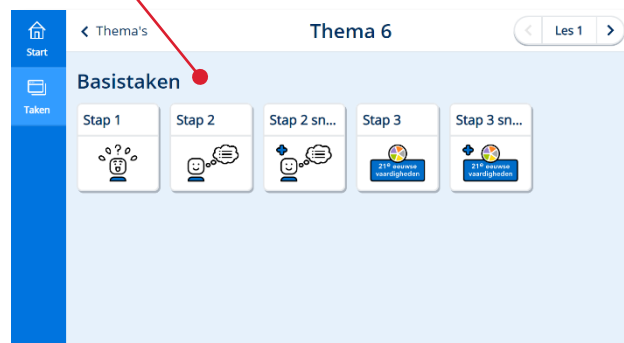 Start
Taken
Thema's
Thema 6
Les 1
Basistaken
Stap 1
Stap 2
Stap 2 sn...
Stap 3
Stap 3 sn...
?
?
21e eeuwse
vaardigheden
21e eeuwse
vaardigheden